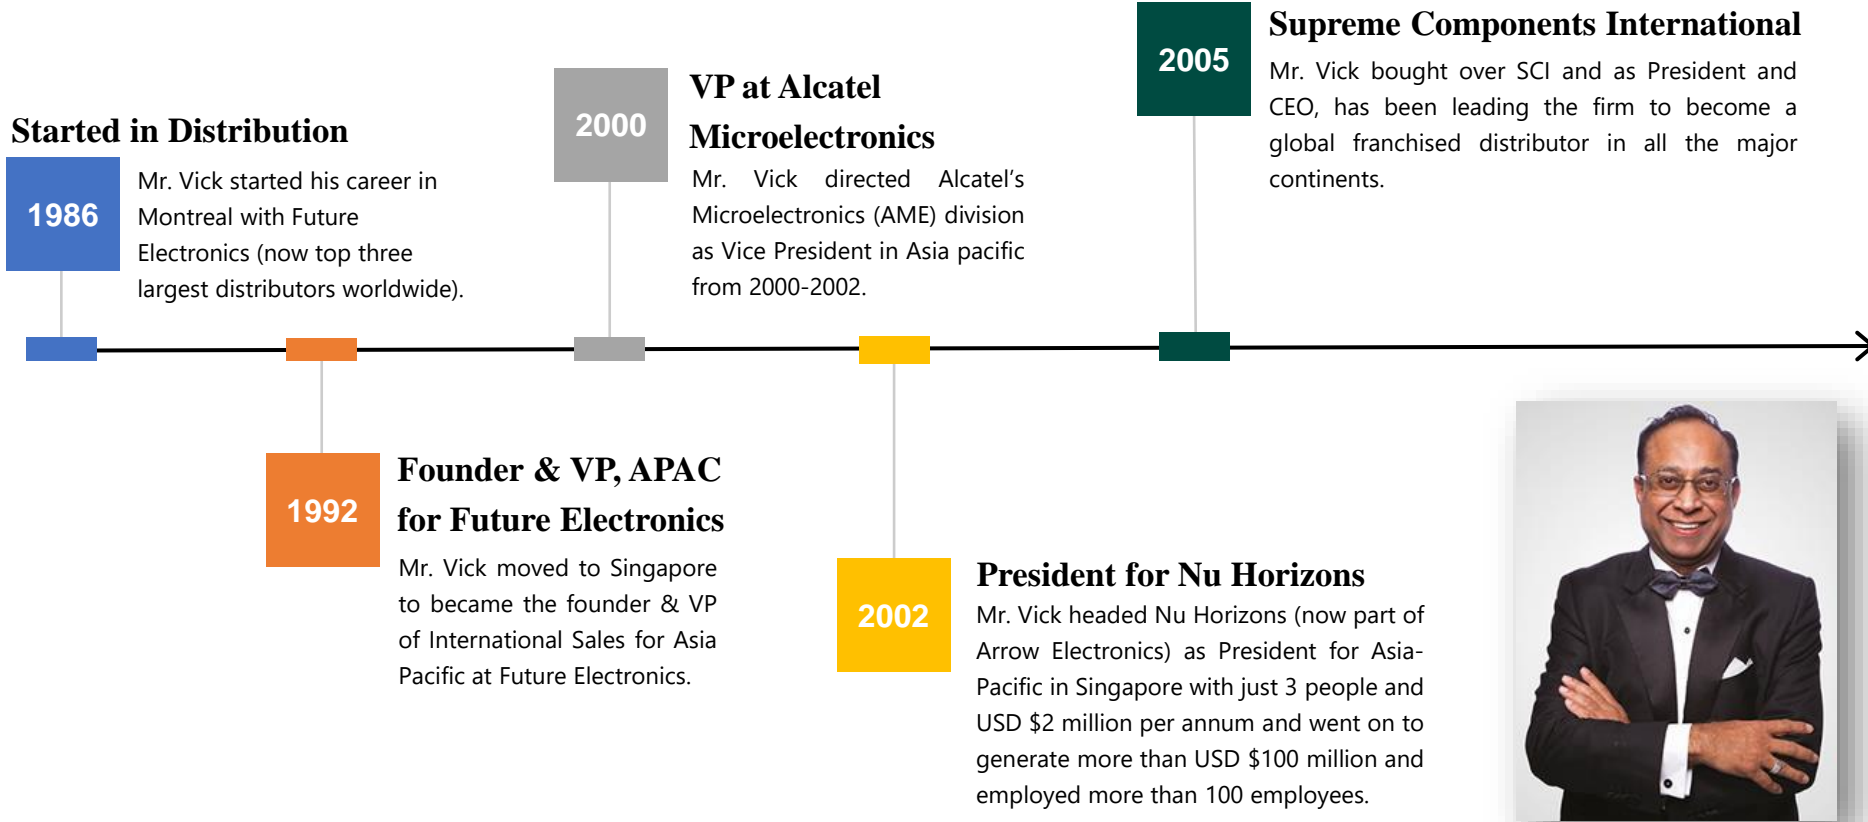 Started in Distribution
1986
Mr. Vick started his career in
Montreal with Future
Electronics (now top three
largest distributors worldwide).
1992
Founder & VP, APAC
for Future Electronics
Mr. Vick moved to Singapore
to became the founder & VP
of International Sales for Asia
Pacific at Future Electronics.
2000
VP at Alcatel
Microelectronics
Mr. Vick directed Alcatel’s
Microelectronics (AME) division
as Vice President in Asia pacific
from 2000-2002.
2002
President for Nu Horizons
Mr. Vick headed Nu Horizons (now part of
Arrow Electronics) as President for Asia-
Pacific in Singapore with just 3 people and
USD $2 million per annum and went on to
generate more than USD $100 million and
employed more than 100 employees.
2005
Supreme Components International
Mr. Vick bought over SCI and as President and
CEO, has been leading the firm to become a
global franchised distributor in all the major
continents.